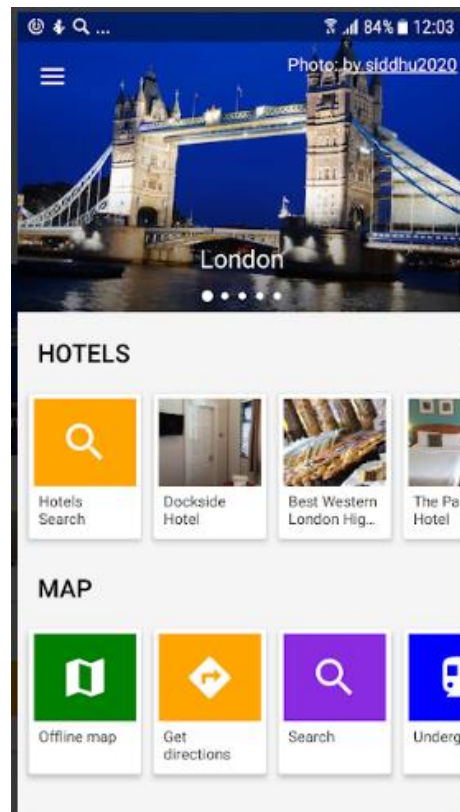 ... 84% 12:03
Photo: by siddhu2020
London
HOTELS
Hotels
Search
Dockside
Hotel
Best Western
London Hig...
The Pa
Hotel
MAP
Offline map
Get
directions
Search
Underg